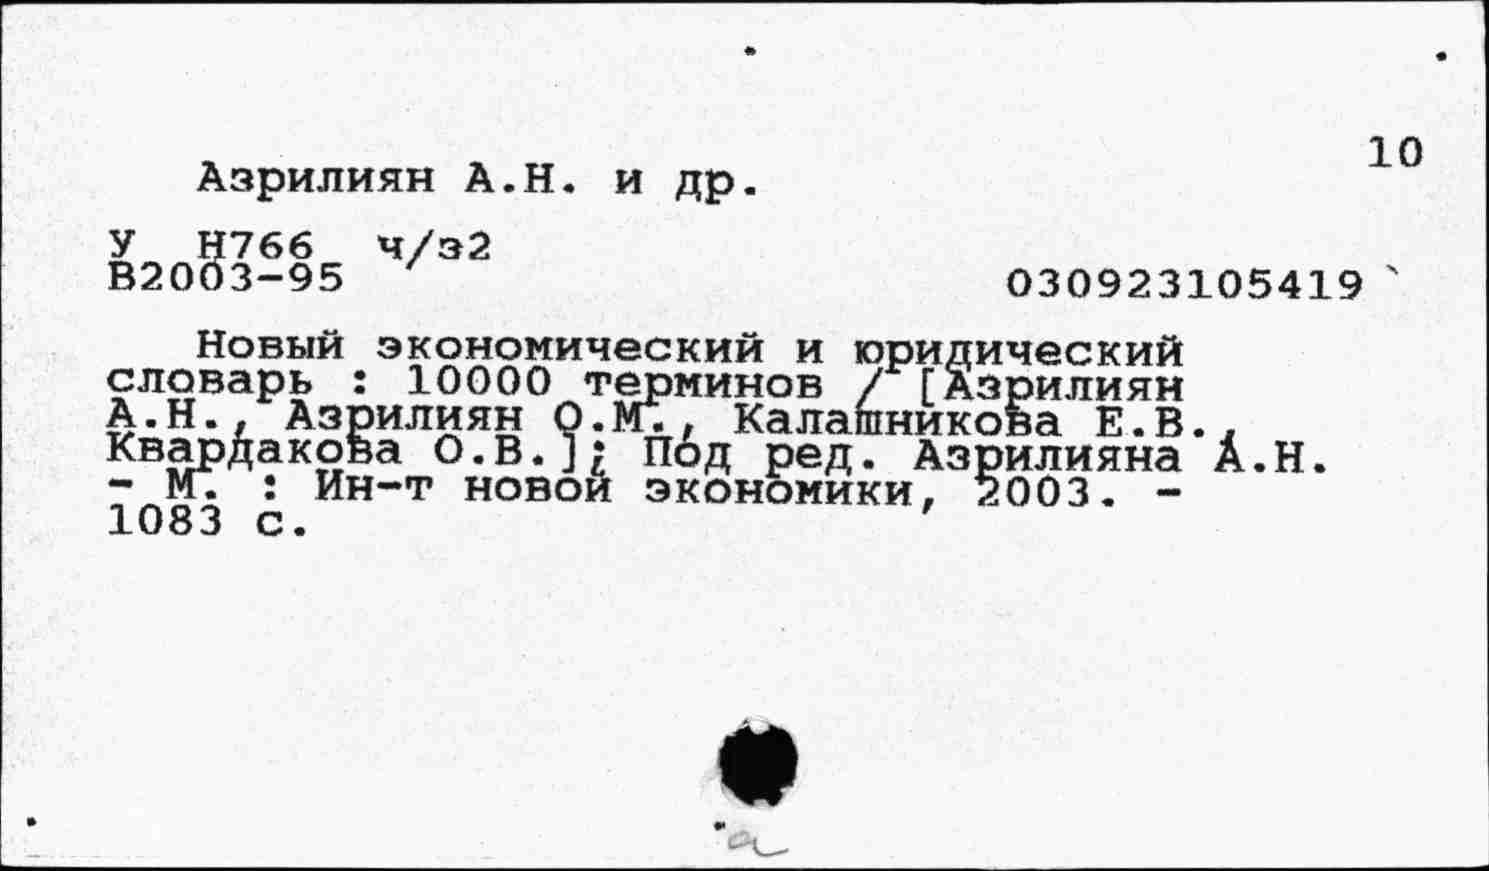 10
Азрилиян А.Н. и др.
У Н766 ч/з2
В2003-95
030923105419
Новый экономический и юридический
словарь : 10000 терминов / [Азрилиян
А.Н., Азрилиян О.М., Калашникова Е.В.,
Квардакова О.В.]; Под ред. Азрилияна А.Н.
- М. : Ин-т новой экономики, 2003. -
1083 с.